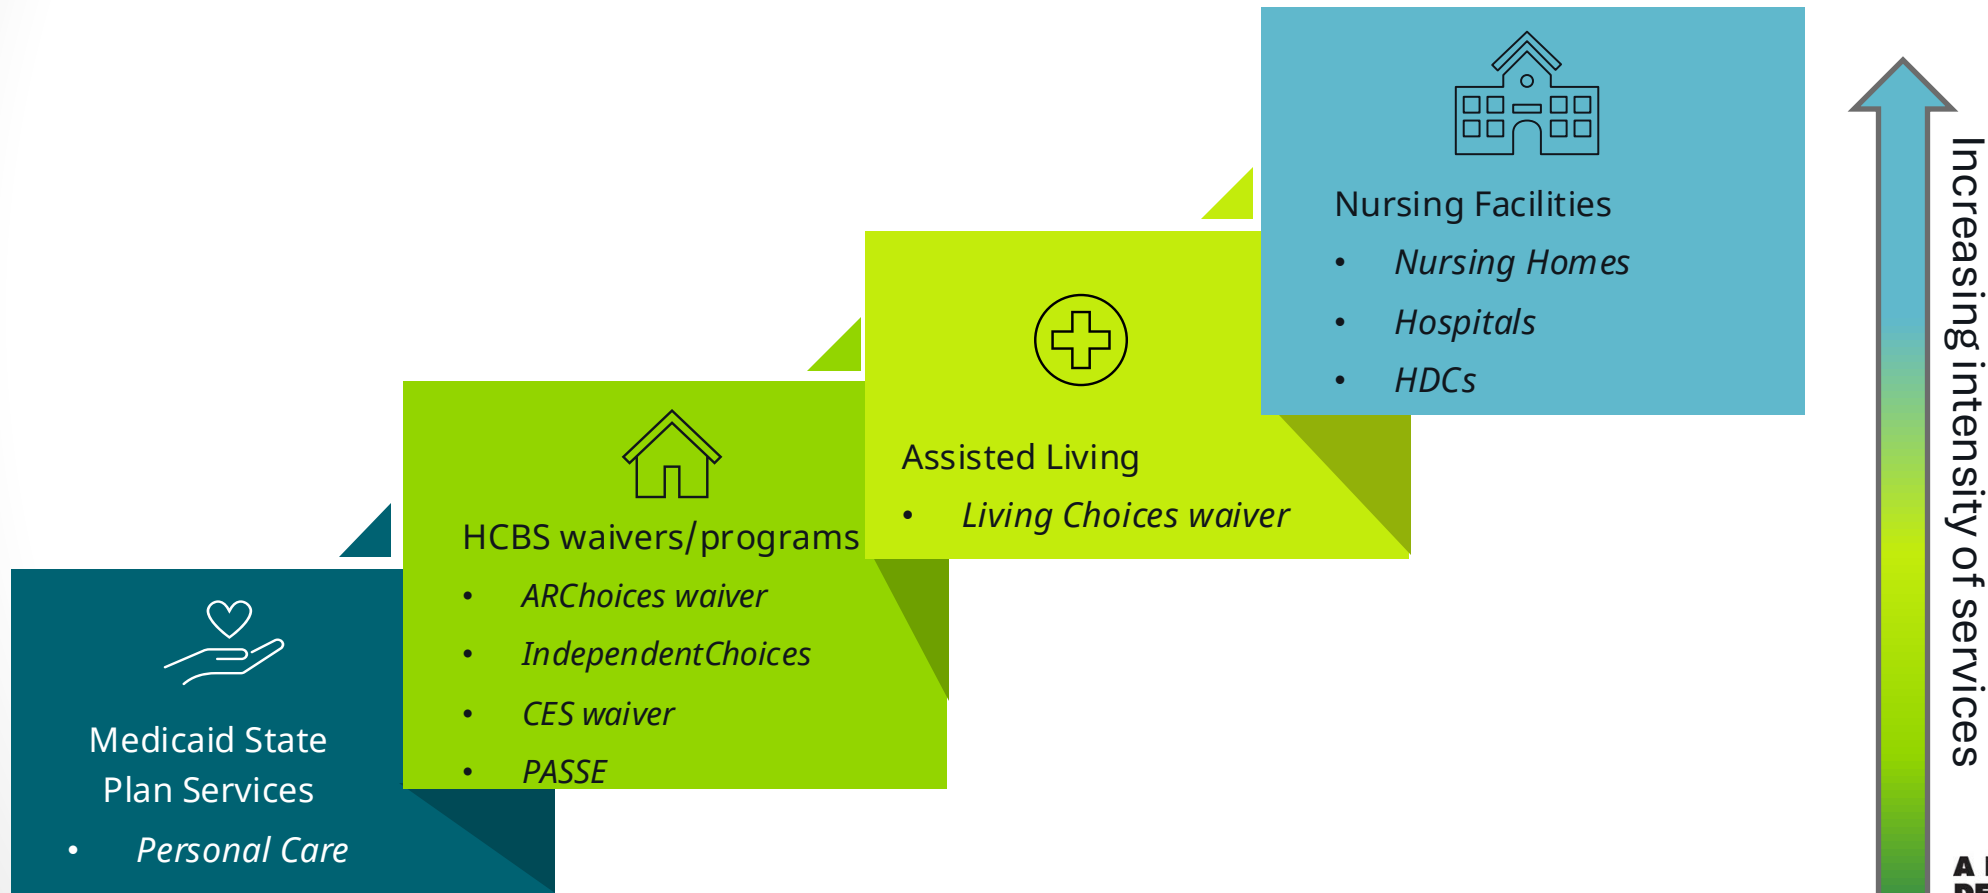 Nursing Facilities
• Nursing Homes
• Hospitals
• HDCs
Assisted Living
• Living Choices waiver
HCBS waivers/programs
• ARChoices waiver
• IndependentChoices
• CES waiver
• PASSE
Medicaid State
Plan Services
• Personal Care
Increasing intensity of services